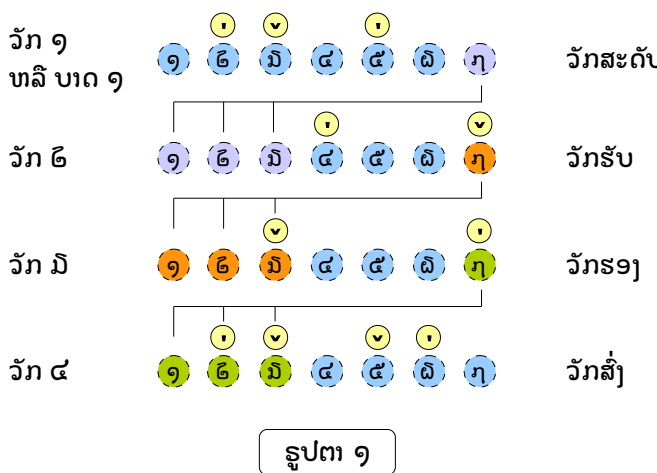 ່ ້ ່
ວັກ ໑
ຫລື ບາດ ໑
໑ ໒ ໓ ໔ ໕ ໖ ໗
ວັກສະດັບ
່ ້
ວັກ ໒ ໑ ໒ ໓ ໔ ໕ ໖ ໗ ວັກຮັບ
້ ່
ວັກ ໓ ໑ ໒ ໓ ໔ ໕ ໖ ໗ ວັກຮອງ
່ ້ ້ ່
ວັກ ໔ ໑ ໒ ໓ ໔ ໕ ໖ ໗ ວັກສົ່ງ
ຮູບຕາ ໑